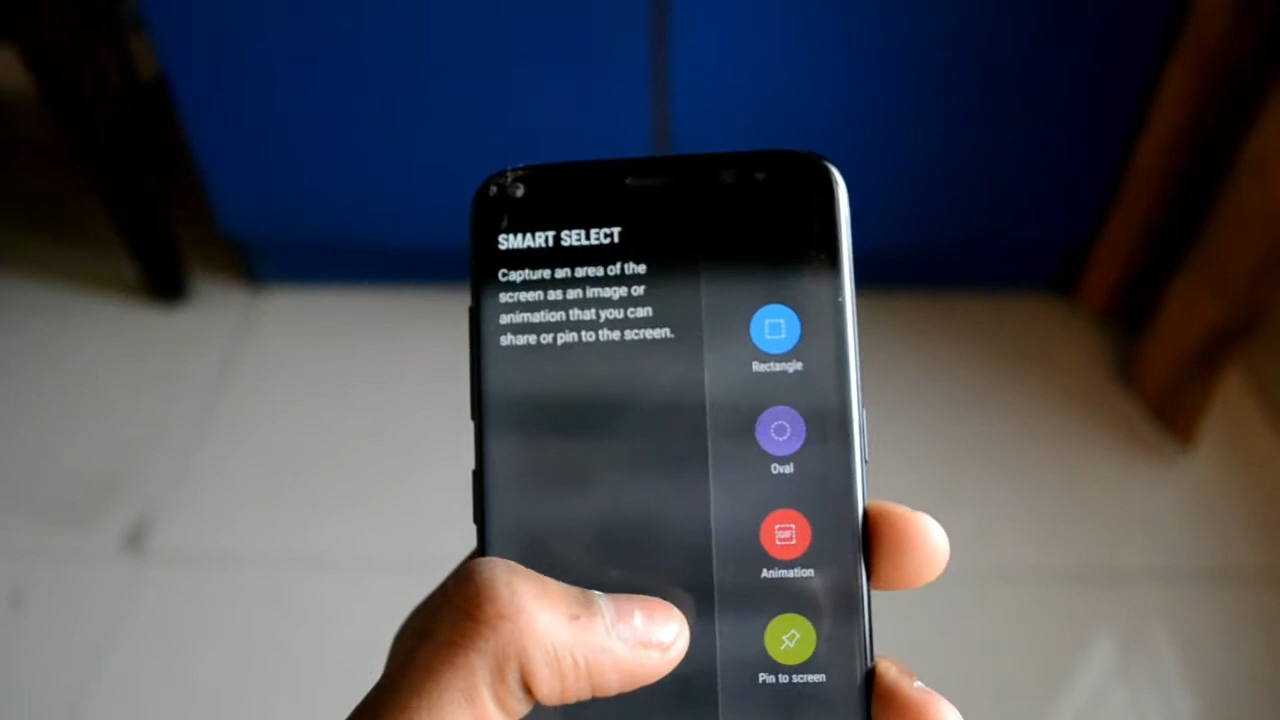 SMART SELECT
Capture an area of the
screen as an image or
animation that you can
share or pin to the screen.
Rectangle
Oval
GIF
Animation
Pin to screen